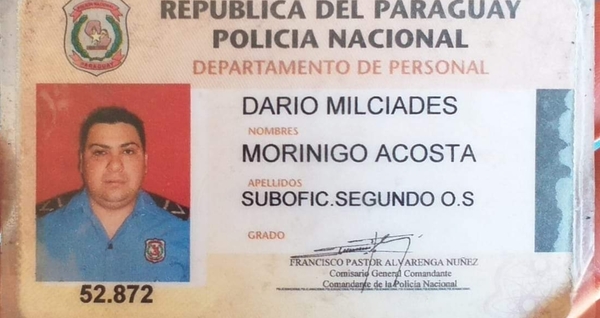 REPUBLICA DEL PARAGUAY
POLICIA NACIONAL
DEPARTAMENTO DE PERSONAL
DARIO MILCIADES
NOMBRES
MORINIGO ACOSTA
APELLIDOS
SUBOFIC.SEGUNDO O.S
GRADO
FRANCISCO PASTOR ALVARENGA NUÑEZ
Comisario General Comandante
Comandante de la Policía Nacional
52.872